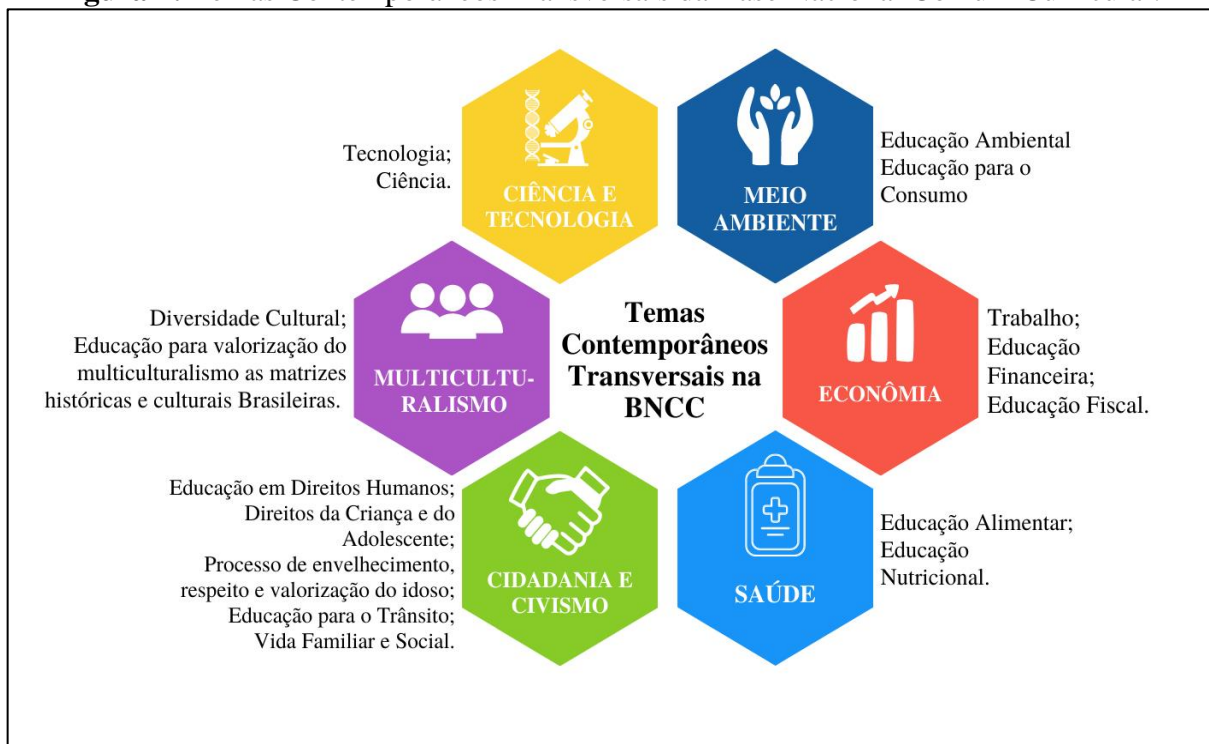 Tecnologia;
Ciência.
CIÊNCIA E
TECNOLOGIA
MEIO
AMBIENTE
Educação Ambiental
Educação para o
Consumo
Diversidade Cultural;
Educação para valorização do
multiculturalismo as matrizes
históricas e culturais Brasileiras.
MULTICULTU-
RALISMO
Temas
Contemporâneos
Transversais na
BNCC
ECONÔMIA
Trabalho;
Educação
Financeira;
Educação Fiscal.
Educação em Direitos Humanos;
Direitos da Criança e do
Adolescente;
Processo de envelhecimento,
respeito e valorização do idoso;
Educação para o Trânsito;
Vida Familiar e Social.
CIDADANIA E
CIVISMO
SAÚDE
Educação Alimentar;
Educação
Nutricional.